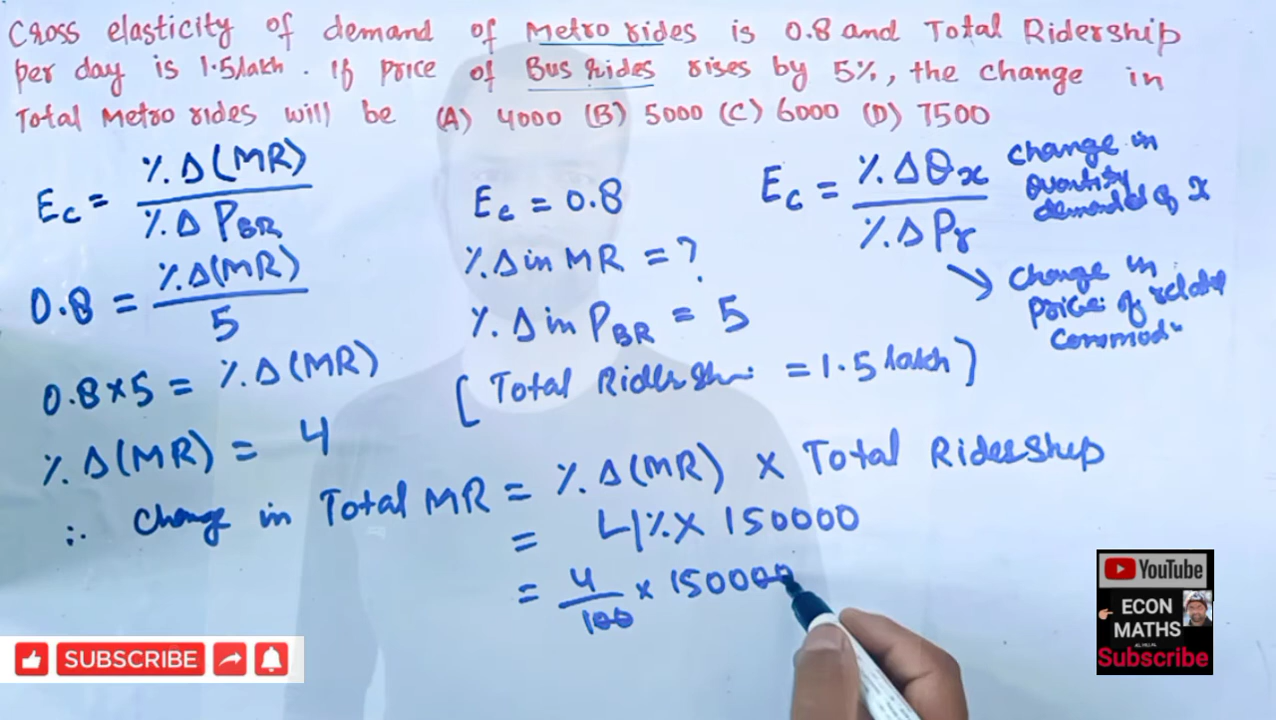 Cross elasticity of demand of Metro rides is 0.8 and Total Ridership
per day is 1.5 lakh. If price of Bus Rides rises by 5%, the change in
Total Metro rides will be (A) 4000 (B) 5000 (C) 6000 (D) 7500
Ec = %Δ(MR) / %Δ PBR
0.8 = %Δ(MR) / 5
0.8×5 = %Δ(MR)
%Δ(MR) = 4
Ec = 0.8
%Δ in MR = ?
%Δ in PBR = 5
[Total Ridership = 1.5 lakh)
Ec = %ΔQx / %ΔPr
change in
quantity
demanded of x
change in
price of related
commod
∴ Change in Total MR = %Δ(MR) × Total Ridership
= 4% × 150000
= 4/100 × 150000
SUBSCRIBE
YouTube
ECON
MATHS
Subscribe